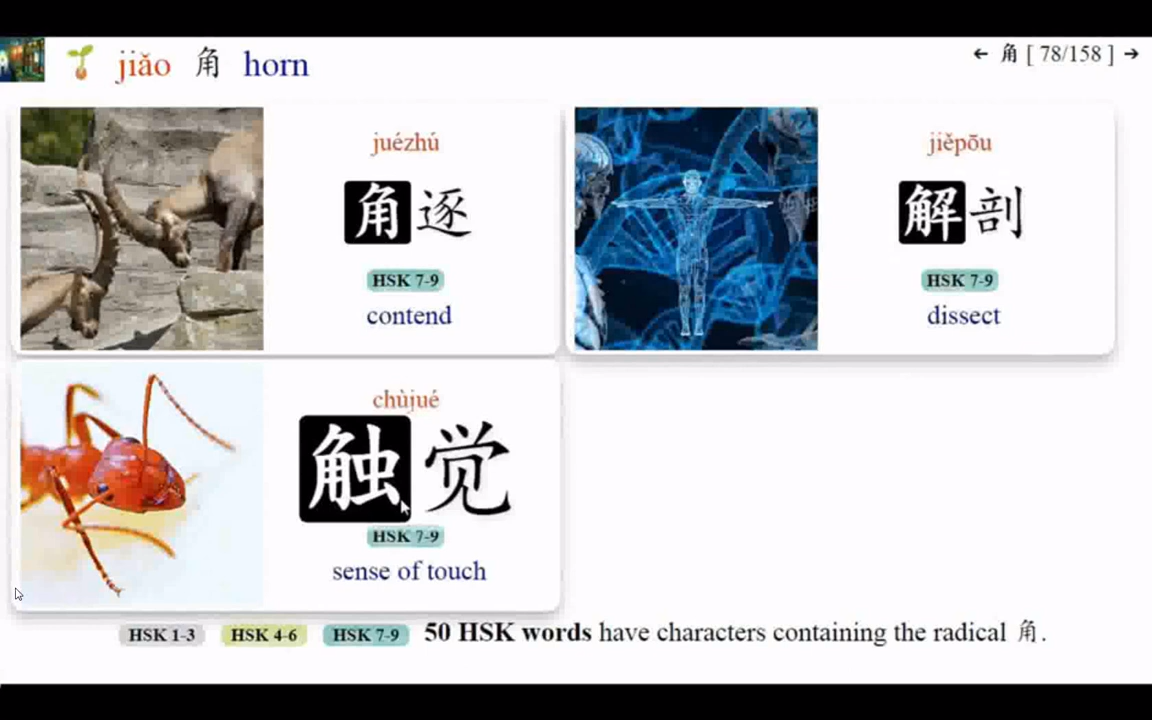 jiǎo 角 horn
← 角 [ 78/158 ] →
juézhú
角逐
HSK 7-9
contend
jiěpōu
解剖
HSK 7-9
dissect
chùjué
触觉
HSK 7-9
sense of touch
HSK 1-3 HSK 4-6 HSK 7-9 50 HSK words have characters containing the radical 角.